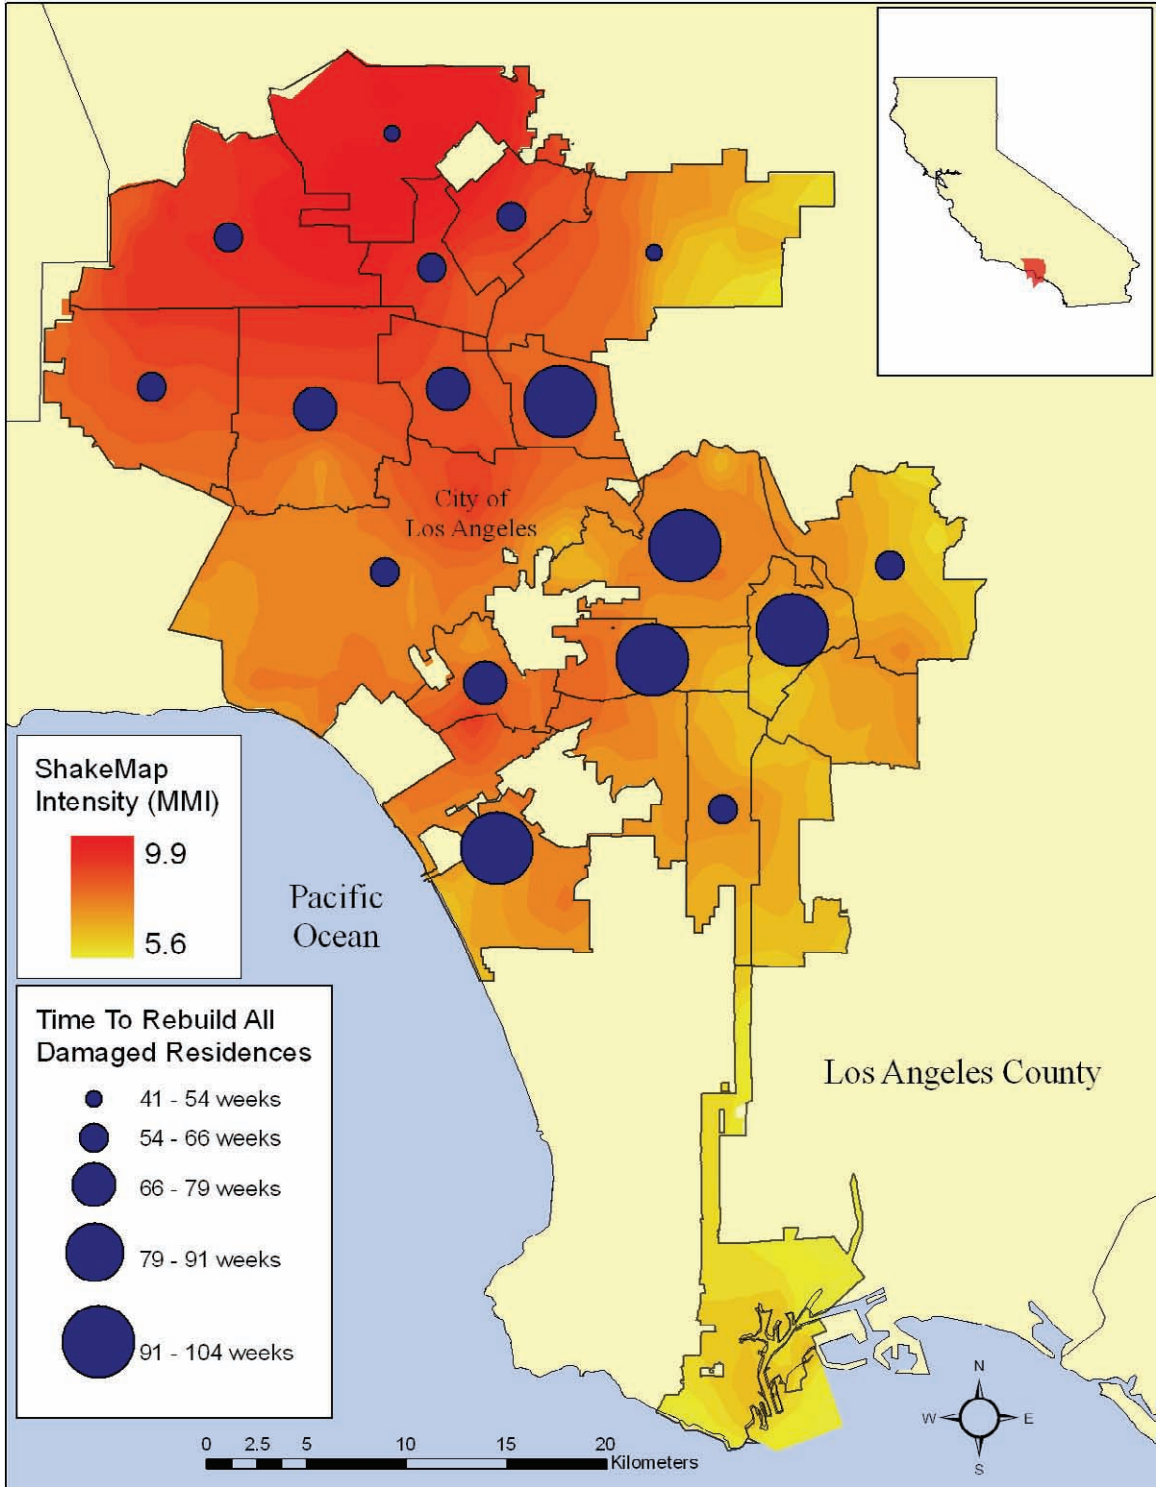 City of
Los Angeles
ShakeMap
Intensity (MMI)
9.9
5.6
Pacific
Ocean
Time To Rebuild All
Damaged Residences
41 - 54 weeks
54 - 66 weeks
66 - 79 weeks
79 - 91 weeks
91 - 104 weeks
Los Angeles County
N
W E
S
0 2.5 5 10 15 20
Kilometers